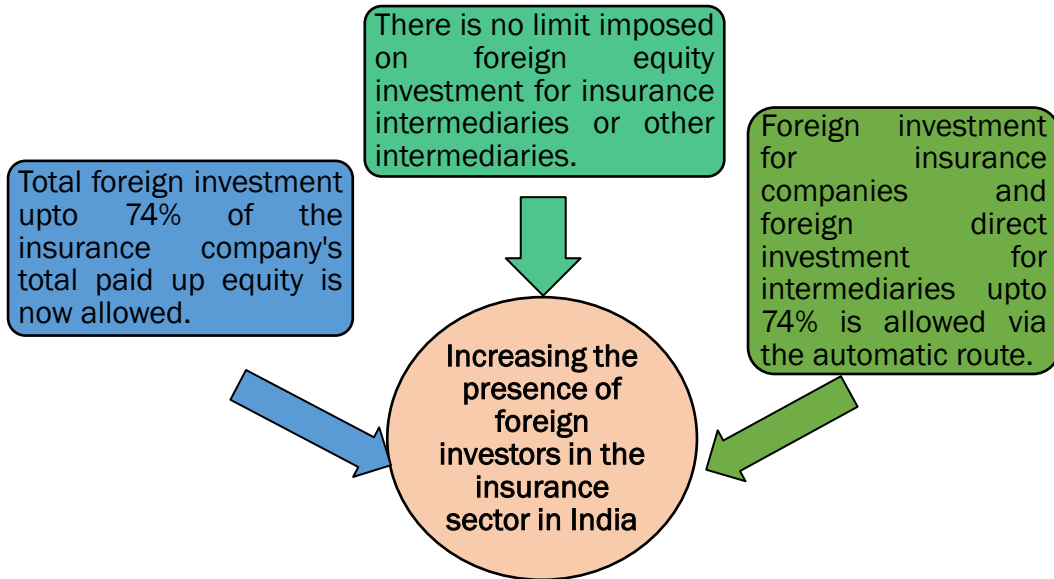 There is no limit imposed
on foreign equity
investment for insurance
intermediaries or other
intermediaries.
Total foreign investment
upto 74% of the
insurance company's
total paid up equity is
now allowed.
Foreign investment
for insurance
companies and
foreign direct
investment for
intermediaries upto
74% is allowed via
the automatic route.
Increasing the
presence of
foreign
investors in the
insurance
sector in India